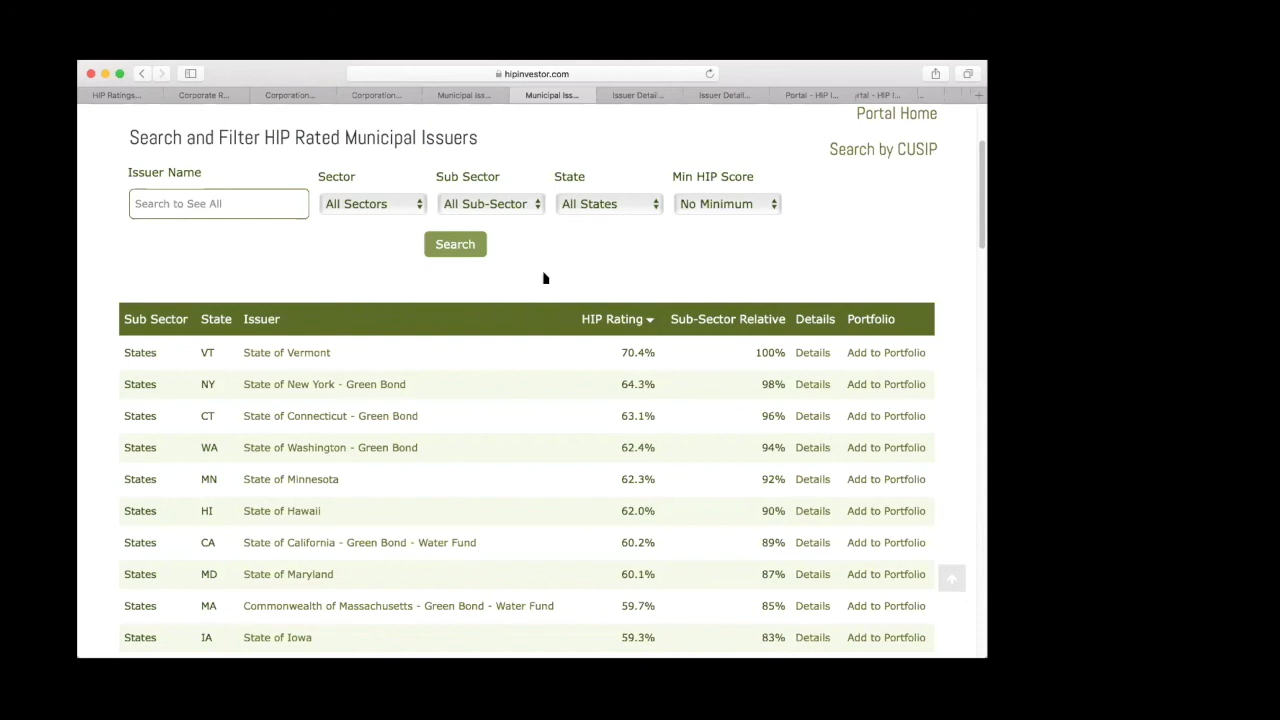 hipinvestor.com
HIP Ratings... Corporate R... Corporation... Corporation... Municipal Iss... Municipal Iss... Issuer Detail... Issuer Detail... Portal - HIP I... rtal - HIP I...
Portal Home
Search and Filter HIP Rated Municipal Issuers
Search by CUSIP
Issuer Name Sector Sub Sector State Min HIP Score
Search to See All All Sectors All Sub-Sector All States No Minimum
Search
Sub Sector State Issuer HIP Rating Sub-Sector Relative Details Portfolio
States VT State of Vermont 70.4% 100% Details Add to Portfolio
States NY State of New York - Green Bond 64.3% 98% Details Add to Portfolio
States CT State of Connecticut - Green Bond 63.1% 96% Details Add to Portfolio
States WA State of Washington - Green Bond 62.4% 94% Details Add to Portfolio
States MN State of Minnesota 62.3% 92% Details Add to Portfolio
States HI State of Hawaii 62.0% 90% Details Add to Portfolio
States CA State of California - Green Bond - Water Fund 60.2% 89% Details Add to Portfolio
States MD State of Maryland 60.1% 87% Details Add to Portfolio
States MA Commonwealth of Massachusetts - Green Bond - Water Fund 59.7% 85% Details Add to Portfolio
States IA State of Iowa 59.3% 83% Details Add to Portfolio